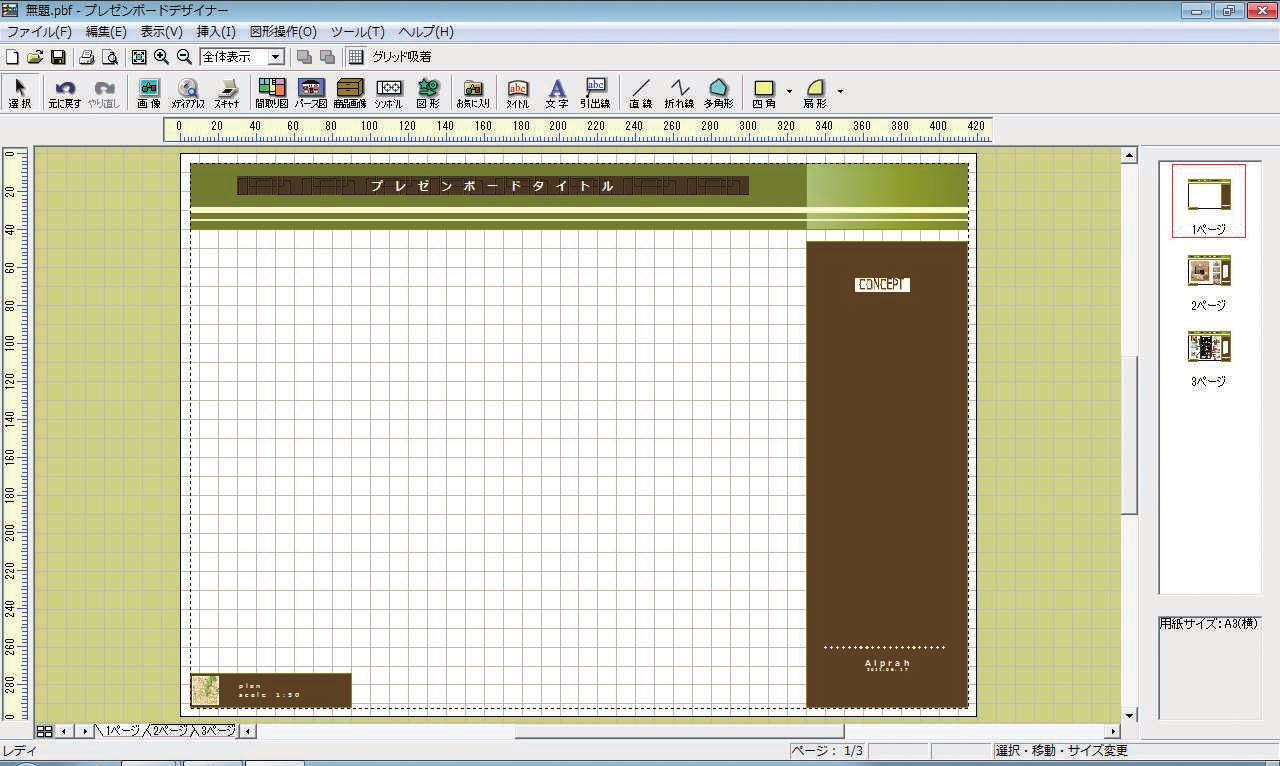 無題.pbf - プレゼンボードデザイナー
ファイル(F) 編集(E) 表示(V) 挿入(I) 図形操作(O) ツール(T) ヘルプ(H)
全体表示 グリッド吸着
選択 元に戻す やり直し 画像 メディアプレス スキャナ 間取り図 パース図 商品画像 シンボル 図形 お気に入り タイトル 文字 引出線 直線 折れ線 多角形 四角 扇形
0 20 40 60 80 100 120 140 160 180 200 220 240 260 280 300 320 340 360 380 400 420
0
20
40
60
80
100
120
140
160
180
200
220
240
260
280
プレゼンボードタイトル
CONCEPT
Alprah
plan
scale 1:50
1ページ
2ページ
3ページ
用紙サイズ：A3(横)
1ページ 2ページ 3ページ
レディ ページ： 1/3 選択・移動・サイズ変更